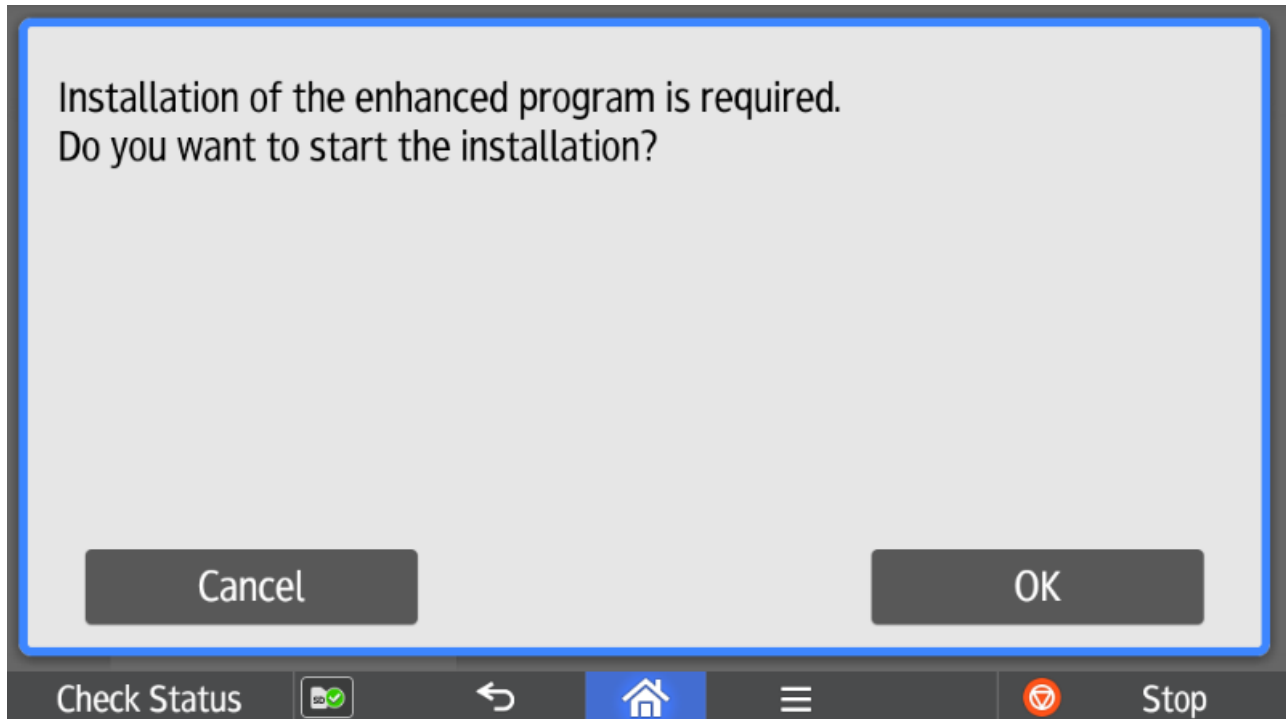 Installation of the enhanced program is required.
Do you want to start the installation?
Cancel
OK
Check Status
SD
Stop